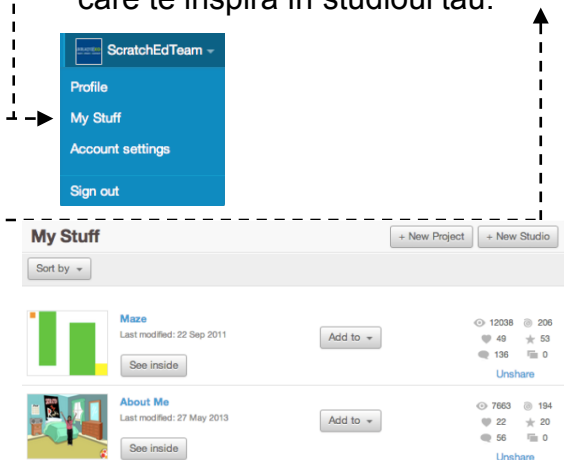 care te inspiră în studioul tău.
ScratchEdTeam
Profile
My Stuff
Account settings
Sign out
My Stuff
+ New Project
+ New Studio
Sort by
Maze
Last modified: 22 Sep 2011
See inside
Add to
12038 206
49 53
136 0
Unshare
About Me
Last modified: 27 May 2013
See inside
Add to
7663 194
22 20
56 0
Unshare